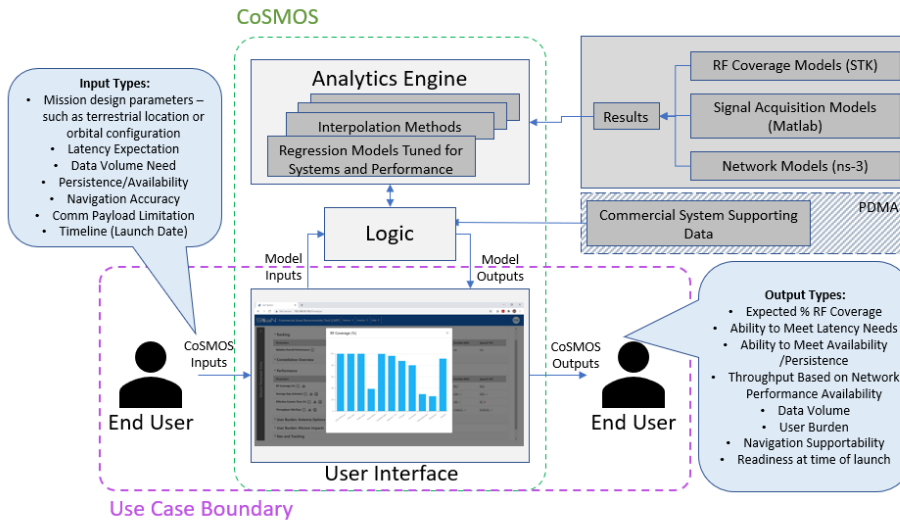 CoSMOS
Input Types:
• Mission design parameters –
such as terrestrial location or
orbital configuration
• Latency Expectation
• Data Volume Need
• Persistence/Availability
• Navigation Accuracy
• Comm Payload Limitation
• Timeline (Launch Date)
Analytics Engine
Interpolation Methods
Regression Models Tuned for
Systems and Performance
Results
RF Coverage Models (STK)
Signal Acquisition Models
(Matlab)
Network Models (ns-3)
PDMA
Commercial System Supporting
Data
Logic
Model
Inputs
Model
Outputs
CoSMOS
Inputs
RF Coverage (%)
CoSMOS
Outputs
End User
User Interface
End User
Output Types:
• Expected % RF Coverage
• Ability to Meet Latency Needs
• Ability to Meet Availability
/Persistence
• Throughput Based on Network
Performance Availability
• Data Volume
• User Burden
• Navigation Supportability
• Readiness at time of launch
Use Case Boundary